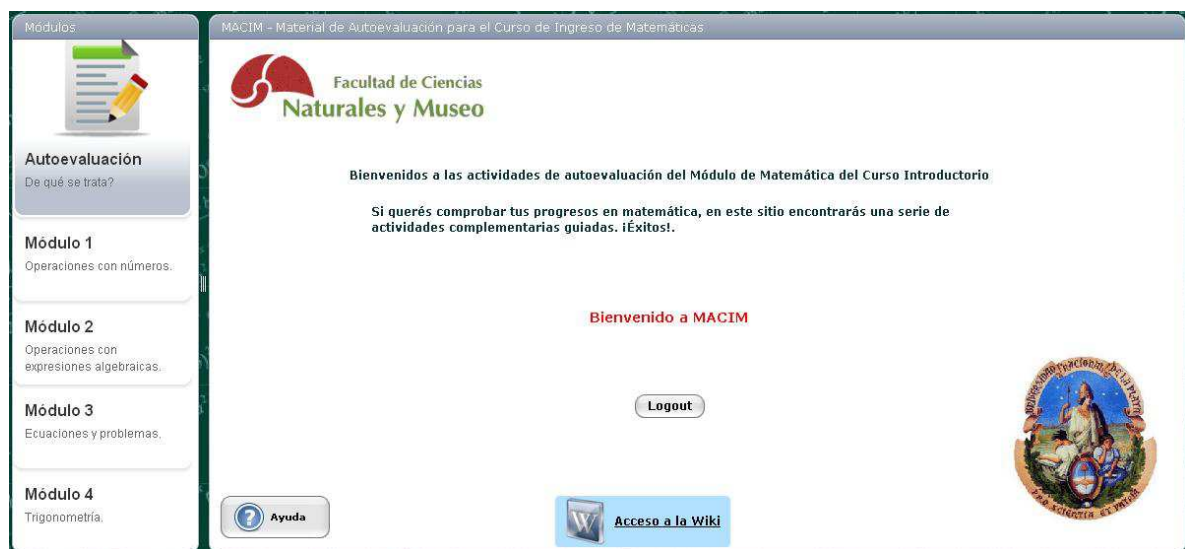 Módulos
Autoevaluación
De qué se trata?
Módulo 1
Operaciones con números.
Módulo 2
Operaciones con
expresiones algebraicas.
Módulo 3
Ecuaciones y problemas.
Módulo 4
Trigonometría.
MACIM - Material de Autoevaluación para el Curso de Ingreso de Matemáticas
Facultad de Ciencias
Naturales y Museo
Bienvenidos a las actividades de autoevaluación del Módulo de Matemática del Curso Introductorio
Si querés comprobar tus progresos en matemática, en este sitio encontrarás una serie de
actividades complementarias guiadas. ¡Éxitos!.
Bienvenido a MACIM
Logout
Ayuda
W
Acceso a la Wiki
PRO SCIENTIA ET PATRIA